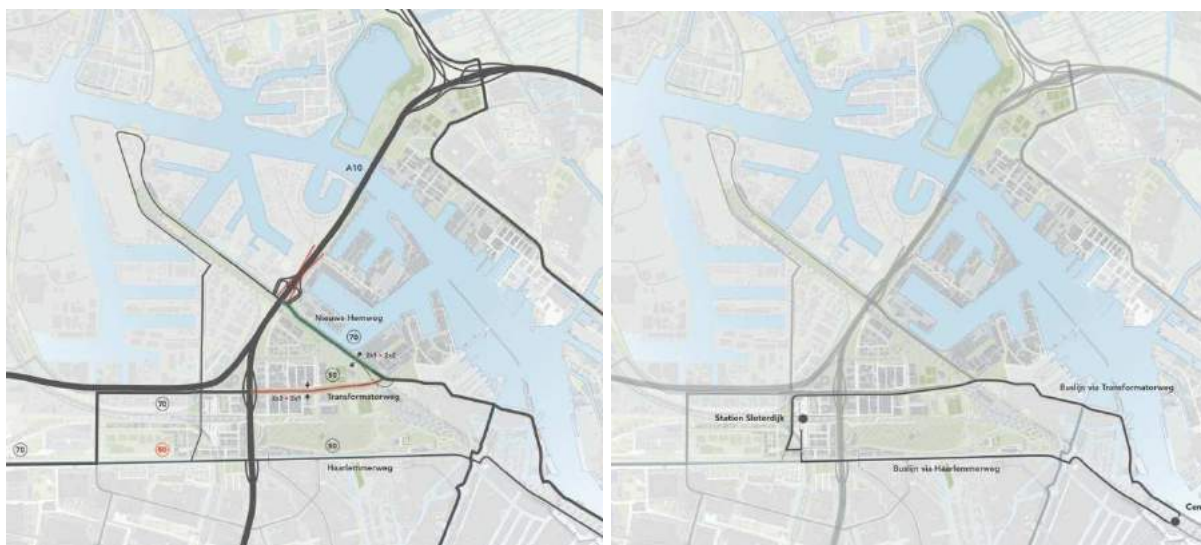 A10
Nieuwe Hemweg
70
2x1 > 2x2
50
2x2 > 2x1
Transformatorweg
70
70
50
50
Haarlemmerweg
Buslijn via Transformatorweg
Station Sloterdijk
Buslijn via Haarlemmerweg
Cen